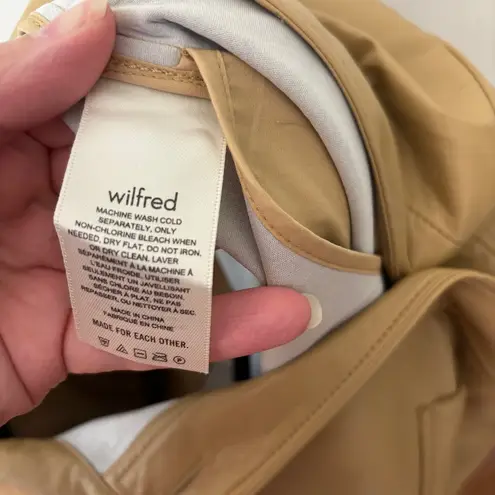 wilfred
MACHINE WASH COLD
SEPARATELY, ONLY
NON-CHLORINE BLEACH WHEN
NEEDED, DRY FLAT, DO NOT IRON,
OR DRY CLEAN. LAVER
SÉPARÉMENT À LA MACHINE À
L'EAU FROIDE. UTILISER
SEULEMENT UN JAVELLISANT
SANS CHLORE AU BESOIN.
SÉCHER À PLAT, NE PAS
REPASSER, OU NETTOYER À SEC.
MADE IN CHINA
FABRIQUÉ EN CHINE
MADE FOR EACH OTHER.